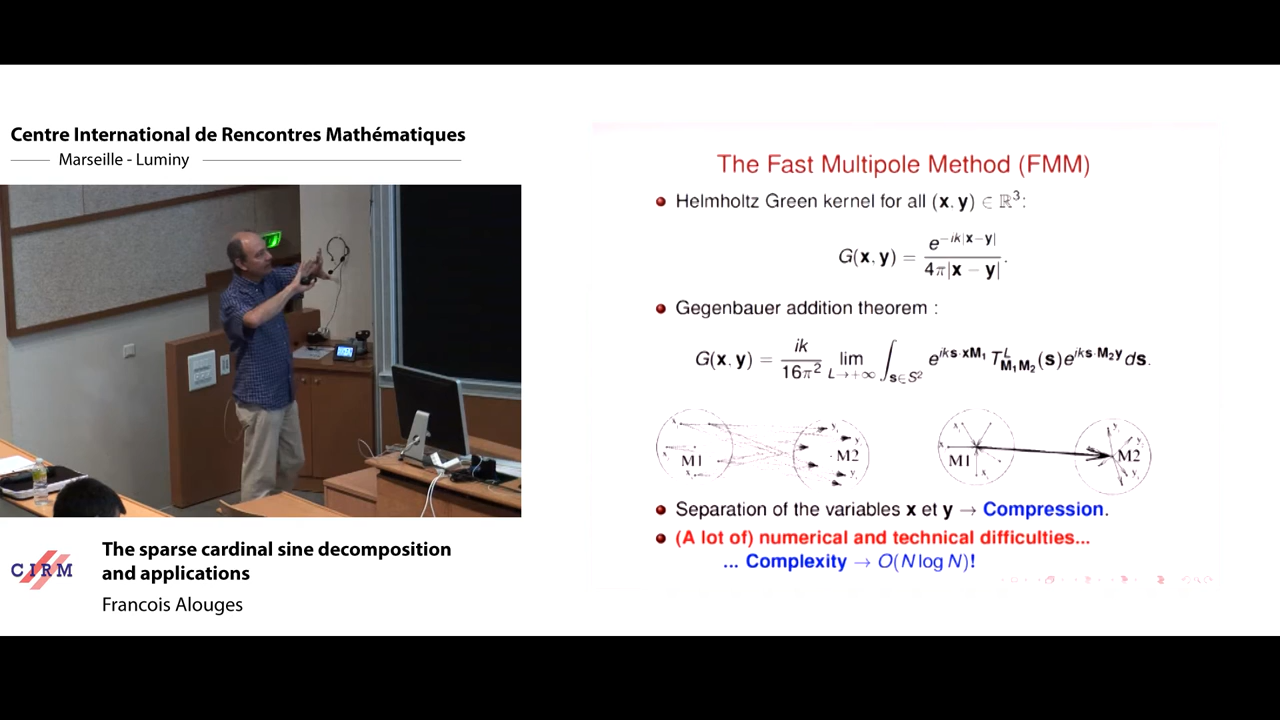 Centre International de Rencontres Mathématiques
Marseille - Luminy
The Fast Multipole Method (FMM)
Helmholtz Green kernel for all (x, y) ∈ ℝ³:
G(x, y) = e^{-ik|x-y|} / 4π|x − y| .
Gegenbauer addition theorem :
G(x, y) = ik/16π² lim_{L→+∞} ∫_{s∈S²} e^{iks·xM₁} T^L_{M₁M₂}(s) e^{iks·M₂y} ds.
M1 M2 M1 M2
Separation of the variables x et y → Compression.
(A lot of) numerical and technical difficulties...
... Complexity → O(N log N)!
CIRM
The sparse cardinal sine decomposition
and applications
Francois Alouges